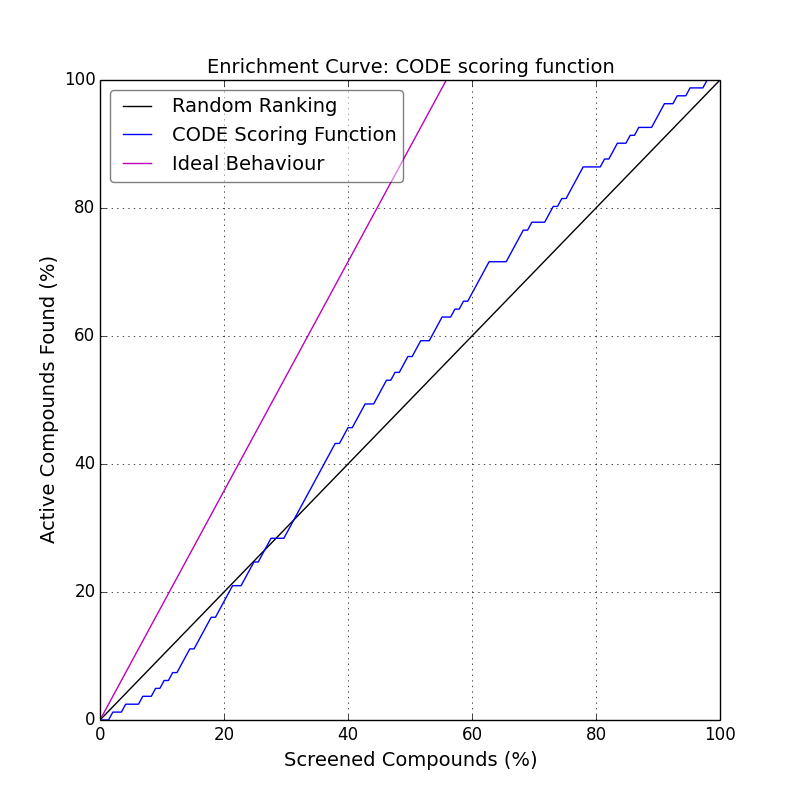 Enrichment Curve: CODE scoring function
Random Ranking
CODE Scoring Function
Ideal Behaviour
100
80
60
40
20
0
0 20 40 60 80 100
Active Compounds Found (%)
Screened Compounds (%)